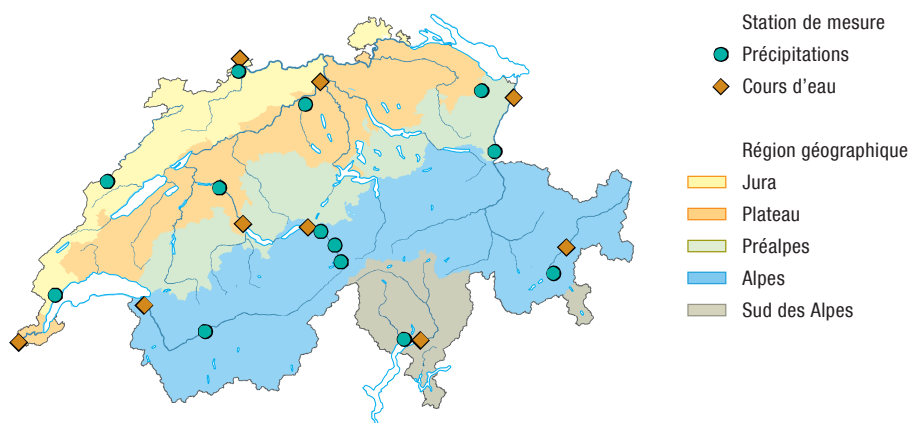 Station de mesure
Précipitations
Cours d'eau
Région géographique
Jura
Plateau
Préalpes
Alpes
Sud des Alpes